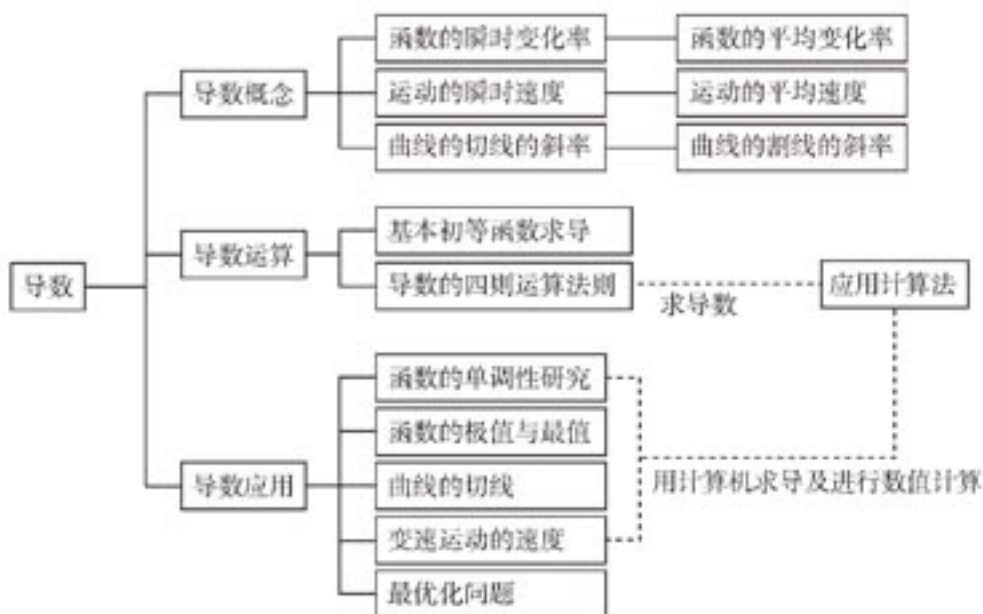 函数的瞬时变化率
函数的平均变化率
导数概念
运动的瞬时速度
运动的平均速度
曲线的切线的斜率
曲线的割线的斜率
基本初等函数求导
导数运算
导数
导数的四则运算法则
求导数
应用计算法
函数的单调性研究
函数的极值与最值
导数应用
曲线的切线
用计算机求导及进行数值计算
变速运动的速度
最优化问题